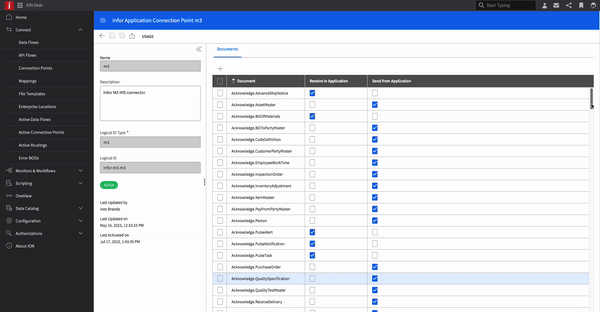 ION Desk
Start Typing
Home
Connect
Data Flows
API Flows
Connection Points
Mappings
File Templates
Enterprise Locations
Active Data Flows
Active Connection Points
Active Routings
Error BODs
Monitors & Workflows
Scripting
OneView
Data Catalog
Configuration
Authorizations
About ION
Infor Application Connection Point m3
USAGE
Name
m3
Description
Infor M3 IMS connector
Logical ID Type *
m3
Logical ID
infor.m3.m3
Active
Last Updated by
Ines Brando
Last Updated on
May 16, 2023, 12:33:10 PM
Last Activated on
Jul 17, 2023, 1:40:35 PM
Documents
Document Receive in Application Send from Application
Acknowledge.AdvanceShipNotice
Acknowledge.AssetMaster
Acknowledge.BillOfMaterials
Acknowledge.BillToPartyMaster
Acknowledge.CodeDefinition
Acknowledge.CustomerPartyMaster
Acknowledge.EmployeeWorkTime
Acknowledge.InspectionOrder
Acknowledge.InventoryAdjustment
Acknowledge.ItemMaster
Acknowledge.PayFromPartyMaster
Acknowledge.Person
Acknowledge.PulseAlert
Acknowledge.PulseNotification
Acknowledge.PulseTask
Acknowledge.PurchaseOrder
Acknowledge.QualitySpecification
Acknowledge.QualityTestMaster
Acknowledge.ReceiveDelivery